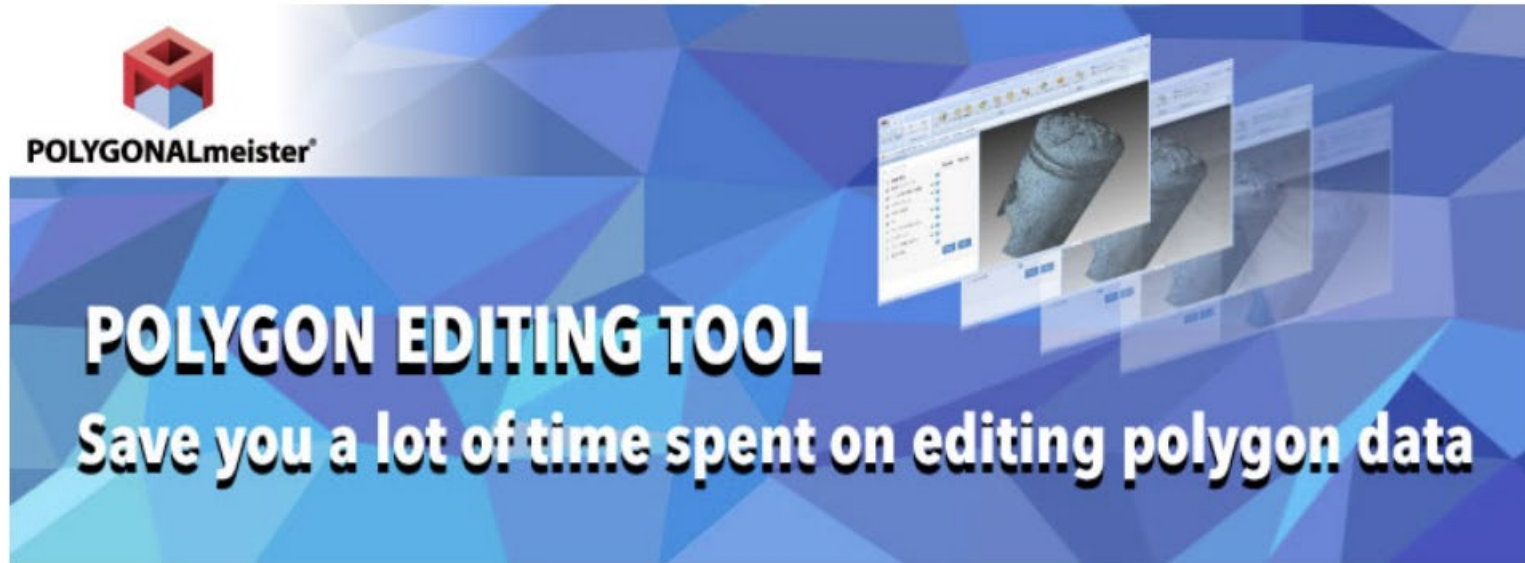 POLYGONALmeister®
POLYGON EDITING TOOL
Save you a lot of time spent on editing polygon data